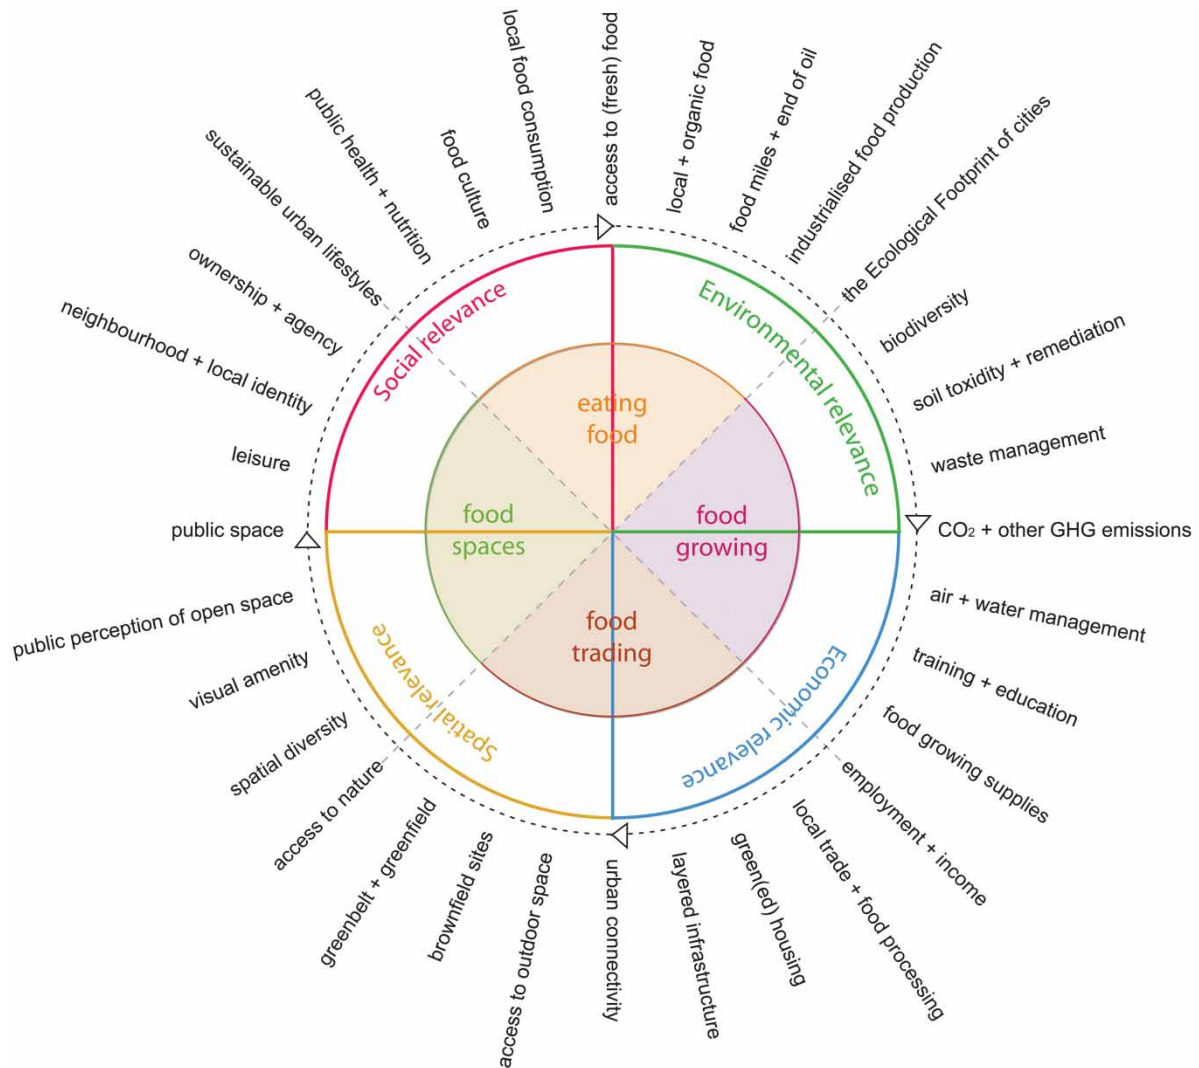 access to (fresh) food
local + organic food
food miles + end of oil
industrialised food production
the Ecological Footprint of cities
biodiversity
soil toxidity + remediation
waste management
CO₂ + other GHG emissions
air + water management
training + education
food growing supplies
employment + income
local trade + food processing
green(ed) housing
layered infrastructure
urban connectivity
access to outdoor space
brownfield sites
greenbelt + greenfield
access to nature
spatial diversity
visual amenity
public perception of open space
public space
leisure
neighbourhood + local identity
ownership + agency
sustainable urban lifestyles
public health + nutrition
food culture
local food consumption
Social relevance
Environmental relevance
Economic relevance
Spatial relevance
eating
food
food
growing
food
trading
food
spaces